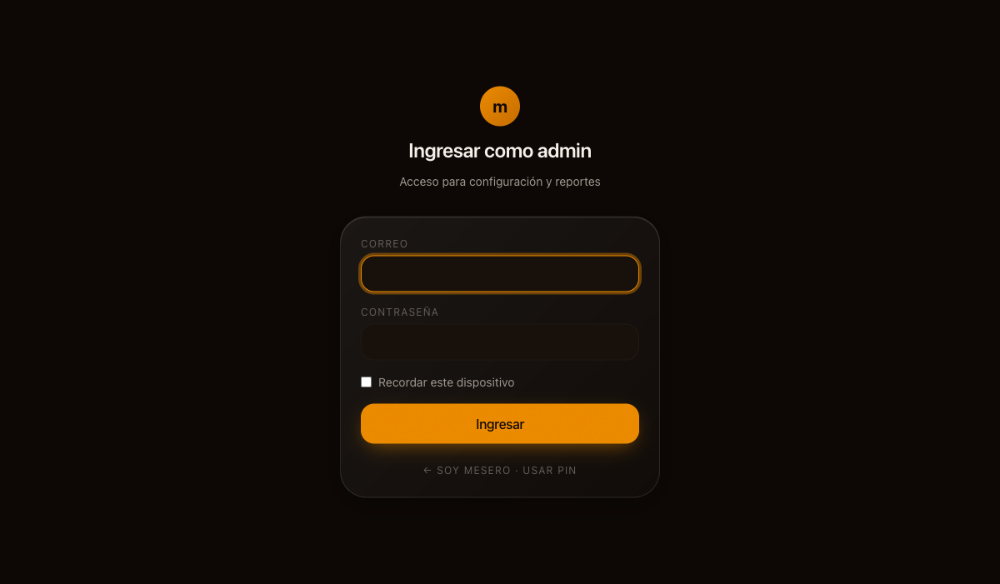 m
Ingresar como admin
Acceso para configuración y reportes
CORREO
CONTRASEÑA
Recordar este dispositivo
Ingresar
← SOY MESERO · USAR PIN